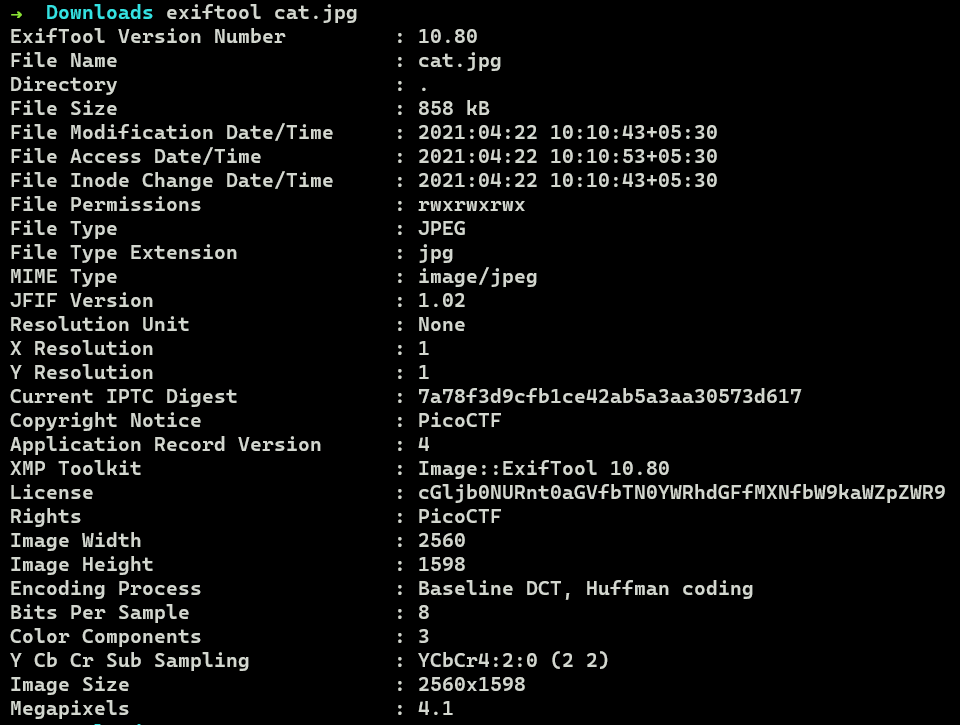 ➜ Downloads exiftool cat.jpg
ExifTool Version Number : 10.80
File Name : cat.jpg
Directory : .
File Size : 858 kB
File Modification Date/Time : 2021:04:22 10:10:43+05:30
File Access Date/Time : 2021:04:22 10:10:53+05:30
File Inode Change Date/Time : 2021:04:22 10:10:43+05:30
File Permissions : rwxrwxrwx
File Type : JPEG
File Type Extension : jpg
MIME Type : image/jpeg
JFIF Version : 1.02
Resolution Unit : None
X Resolution : 1
Y Resolution : 1
Current IPTC Digest : 7a78f3d9cfb1ce42ab5a3aa30573d617
Copyright Notice : PicoCTF
Application Record Version : 4
XMP Toolkit : Image::ExifTool 10.80
License : cGljb0NURnt0aGVfbTN0YWRhdGFfMXNfbW9kaWZpZWR9
Rights : PicoCTF
Image Width : 2560
Image Height : 1598
Encoding Process : Baseline DCT, Huffman coding
Bits Per Sample : 8
Color Components : 3
Y Cb Cr Sub Sampling : YCbCr4:2:0 (2 2)
Image Size : 2560x1598
Megapixels : 4.1